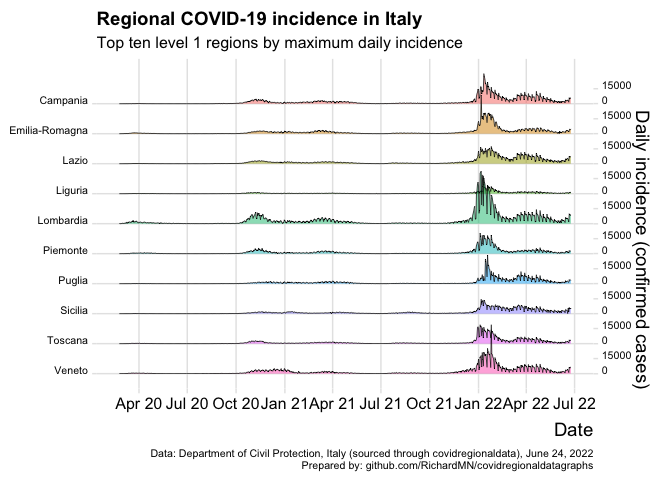 Regional COVID-19 incidence in Italy
Top ten level 1 regions by maximum daily incidence
Campania
15000
0
Emilia-Romagna
15000
0
Lazio
15000
0
Liguria
15000
0
Lombardia
15000
0
Piemonte
15000
0
Puglia
15000
0
Sicilia
15000
0
Toscana
15000
0
Veneto
15000
0
Daily incidence (confirmed cases)
Apr 20 Jul 20 Oct 20 Jan 21 Apr 21 Jul 21 Oct 21 Jan 22 Apr 22 Jul 22
Date
Data: Department of Civil Protection, Italy (sourced through covidregionaldata), June 24, 2022
Prepared by: github.com/RichardMN/covidregionaldatagraphs